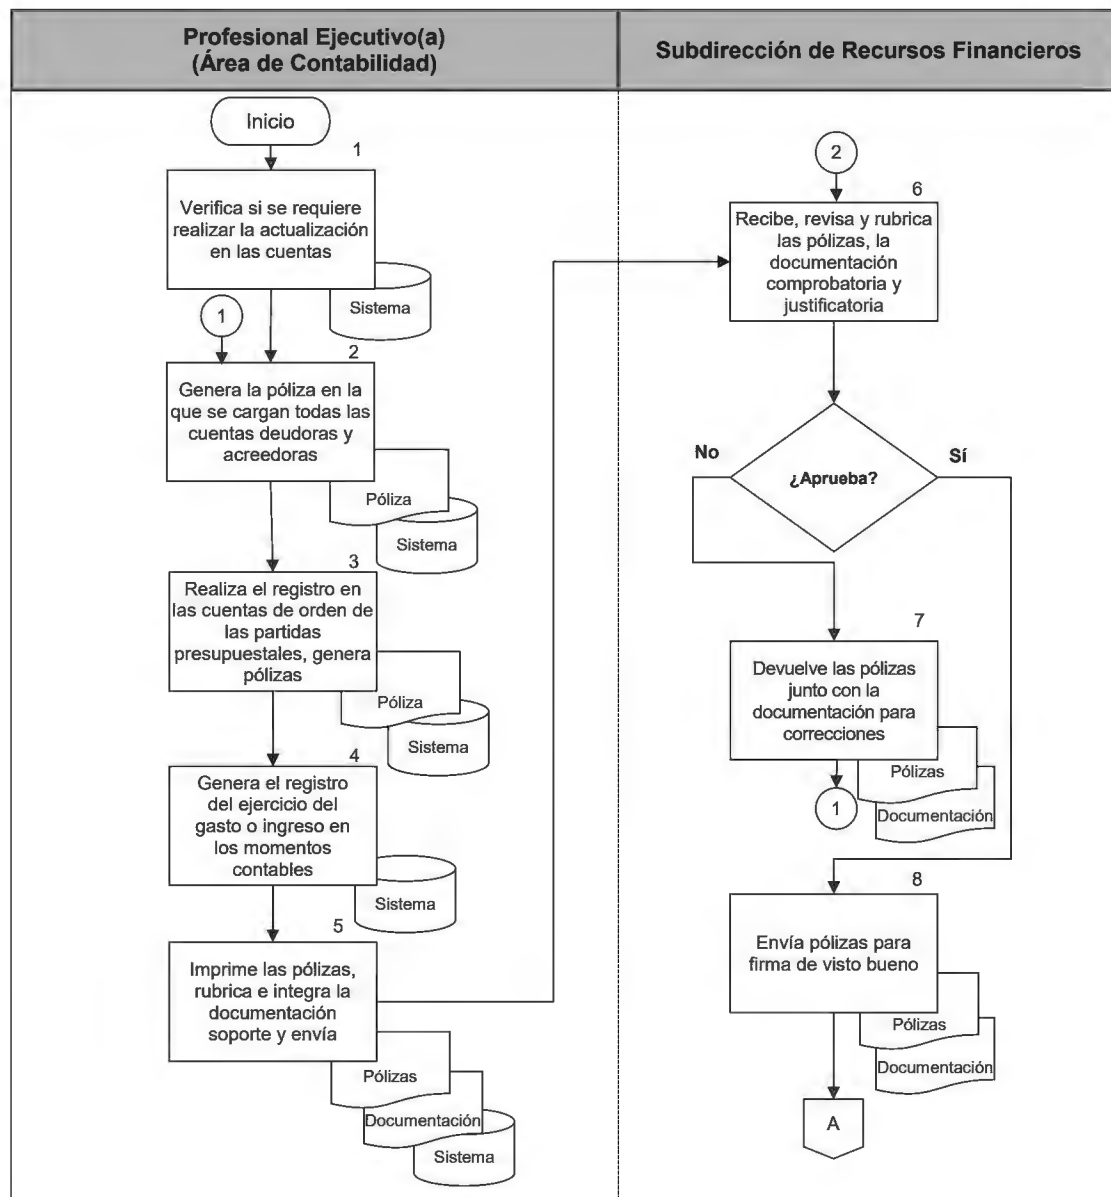 Profesional Ejecutivo(a)
(Área de Contabilidad)
Subdirección de Recursos Financieros
Inicio
1
Verifica si se requiere
realizar la actualización
en las cuentas
Sistema
1
2
Genera la póliza en la
que se cargan todas las
cuentas deudoras y
acreedoras
Póliza
Sistema
3
Realiza el registro en
las cuentas de orden de
las partidas
presupuestales, genera
pólizas
Póliza
Sistema
4
Genera el registro
del ejercicio del
gasto o ingreso en
los momentos
contables
Sistema
5
Imprime las pólizas,
rubrica e integra la
documentación
soporte y envía
Pólizas
Documentación
Sistema
2
6
Recibe, revisa y rubrica
las pólizas, la
documentación
comprobatoria y
justificatoria
¿Aprueba?
No
Sí
7
Devuelve las pólizas
junto con la
documentación para
correcciones
Pólizas
Documentación
1
8
Envía pólizas para
firma de visto bueno
Pólizas
Documentación
A